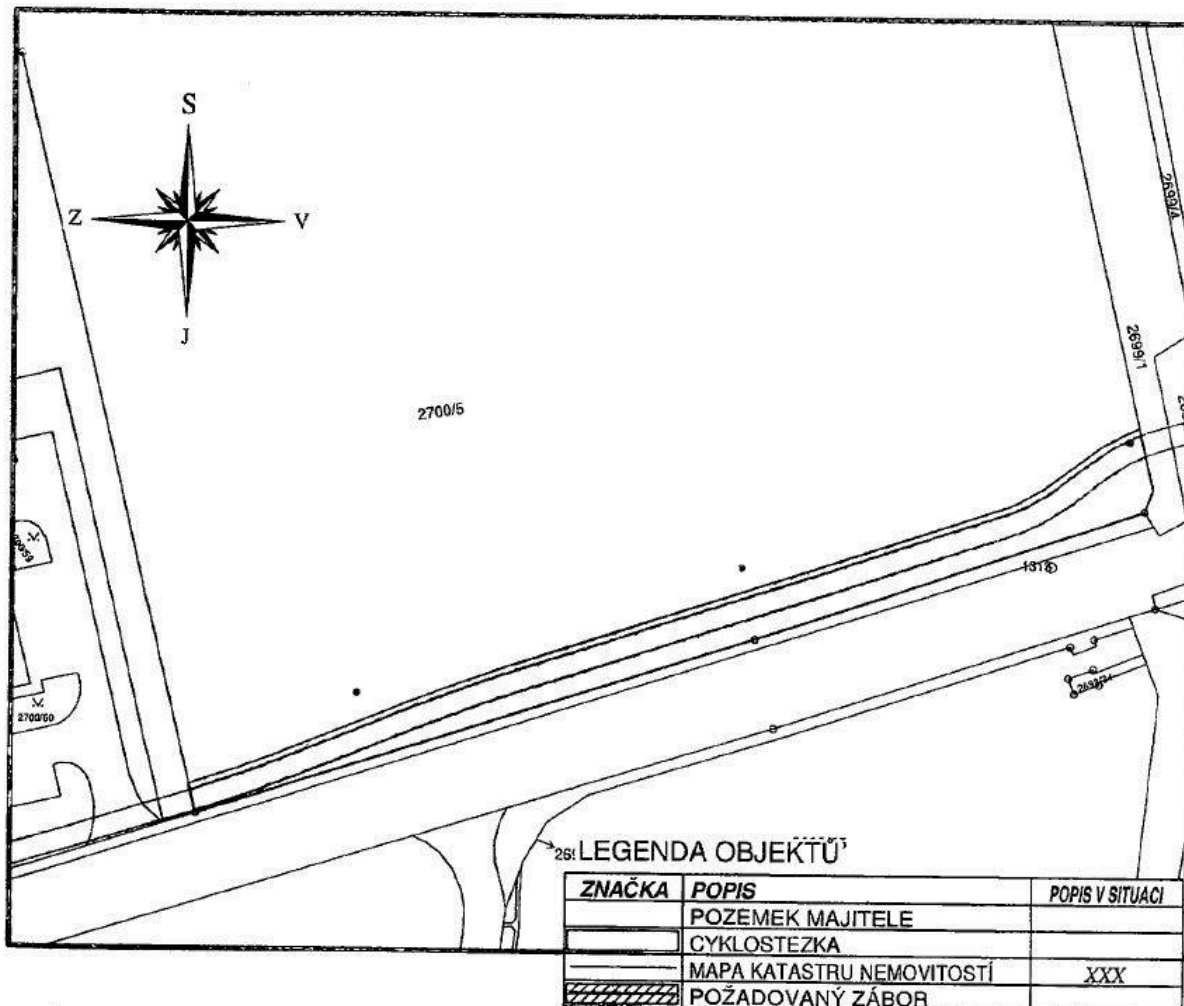 S
Z V
J
2699/4
2699/1
2700/5
1318
2700/60
LEGENDA OBJEKTŮ
ZNAČKA POPIS POPIS V SITUACI
POZEMEK MAJITELE
CYKLOSTEZKA
MAPA KATASTRU NEMOVITOSTÍ XXX
POŽADOVANÝ ZÁBOR